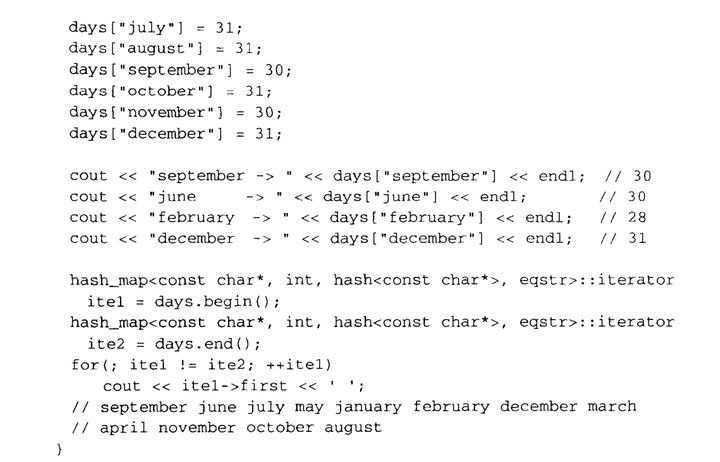 days["july"] = 31;
days["august"] = 31;
days["september"] = 30;
days["october"] = 31;
days["november"] = 30;
days["december"] = 31;
cout << "september -> " << days["september"] << endl;  // 30
cout << "june      -> " << days["june"] << endl;       // 30
cout << "february  -> " << days["february"] << endl;   // 28
cout << "december  -> " << days["december"] << endl;   // 31
hash_map<const char*, int, hash<const char*>, eqstr>::iterator
  ite1 = days.begin();
hash_map<const char*, int, hash<const char*>, eqstr>::iterator
  ite2 = days.end();
for(; ite1 != ite2; ++ite1)
   cout << ite1->first << ' ';
// september june july may january february december march
// april november october august
}